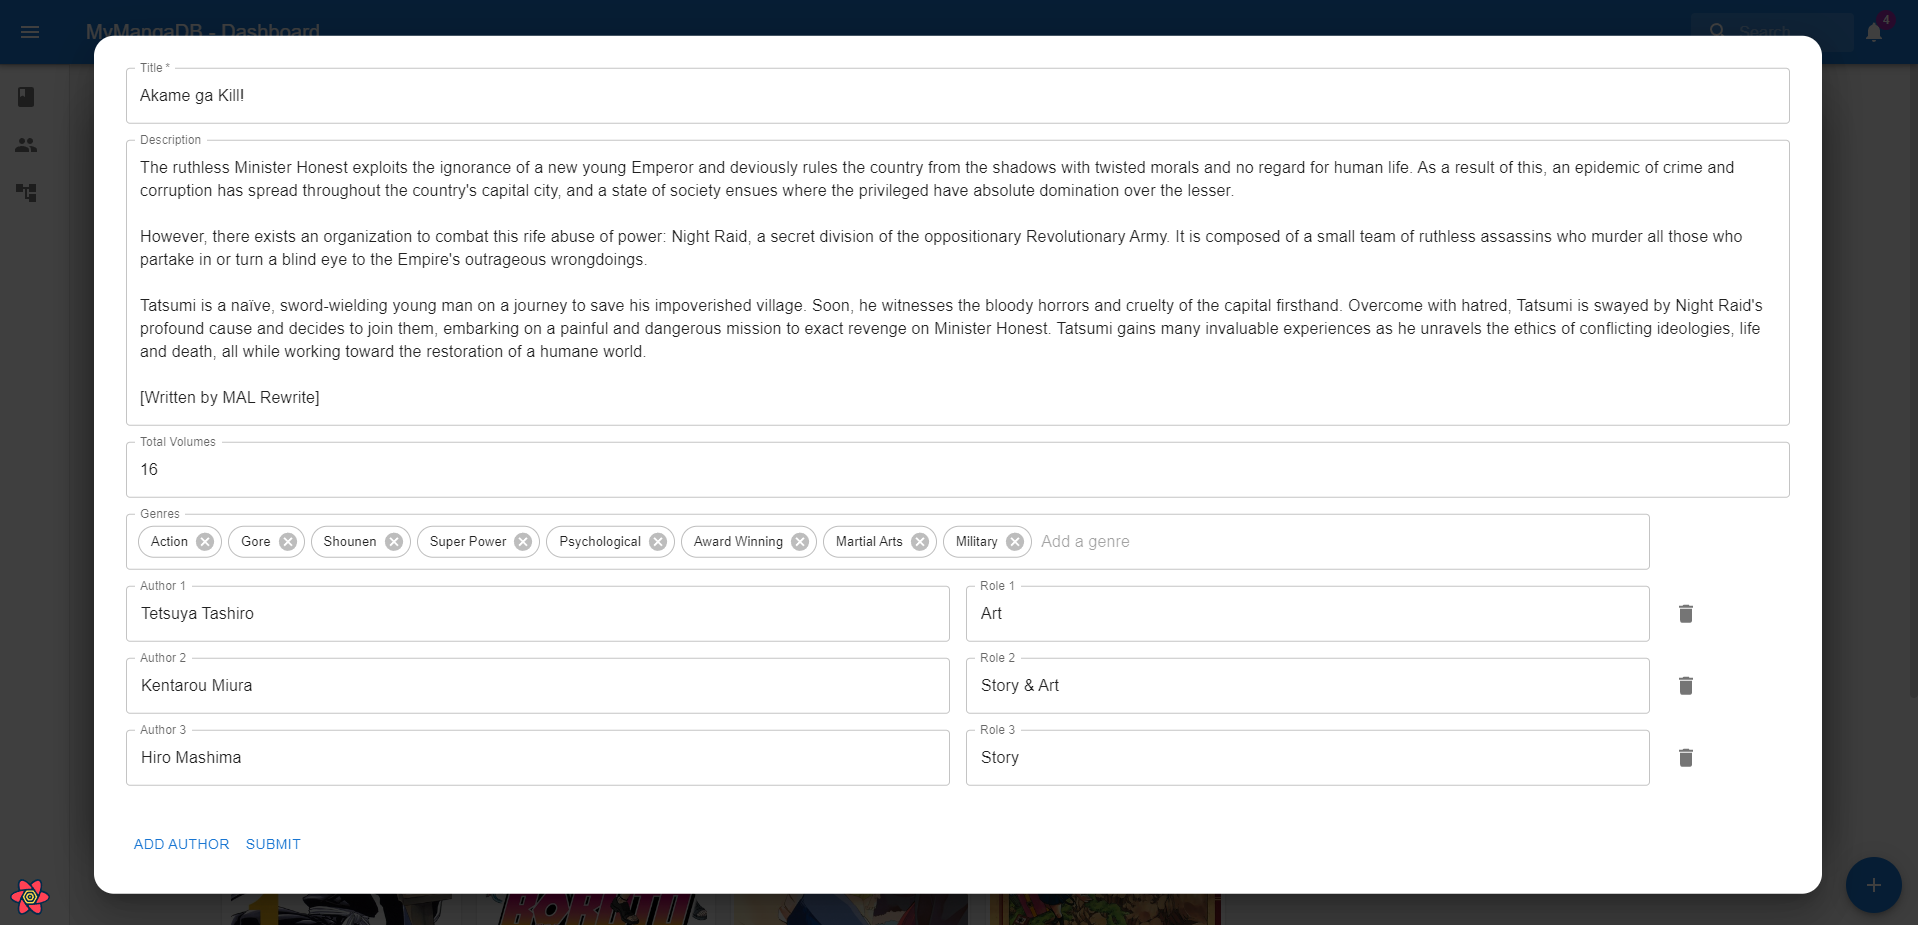 MyMangaDB - Dashboard
Search
4
Title *
Akame ga Kill!
Description
The ruthless Minister Honest exploits the ignorance of a new young Emperor and deviously rules the country from the shadows with twisted morals and no regard for human life. As a result of this, an epidemic of crime and
corruption has spread throughout the country's capital city, and a state of society ensues where the privileged have absolute domination over the lesser.
However, there exists an organization to combat this rife abuse of power: Night Raid, a secret division of the oppositionary Revolutionary Army. It is composed of a small team of ruthless assassins who murder all those who
partake in or turn a blind eye to the Empire's outrageous wrongdoings.
Tatsumi is a naïve, sword-wielding young man on a journey to save his impoverished village. Soon, he witnesses the bloody horrors and cruelty of the capital firsthand. Overcome with hatred, Tatsumi is swayed by Night Raid's
profound cause and decides to join them, embarking on a painful and dangerous mission to exact revenge on Minister Honest. Tatsumi gains many invaluable experiences as he unravels the ethics of conflicting ideologies, life
and death, all while working toward the restoration of a humane world.
[Written by MAL Rewrite]
Total Volumes
16
Genres
Action Gore Shounen Super Power Psychological Award Winning Martial Arts Military Add a genre
Author 1 Role 1
Tetsuya Tashiro Art
Author 2 Role 2
Kentarou Miura Story & Art
Author 3 Role 3
Hiro Mashima Story
ADD AUTHOR SUBMIT